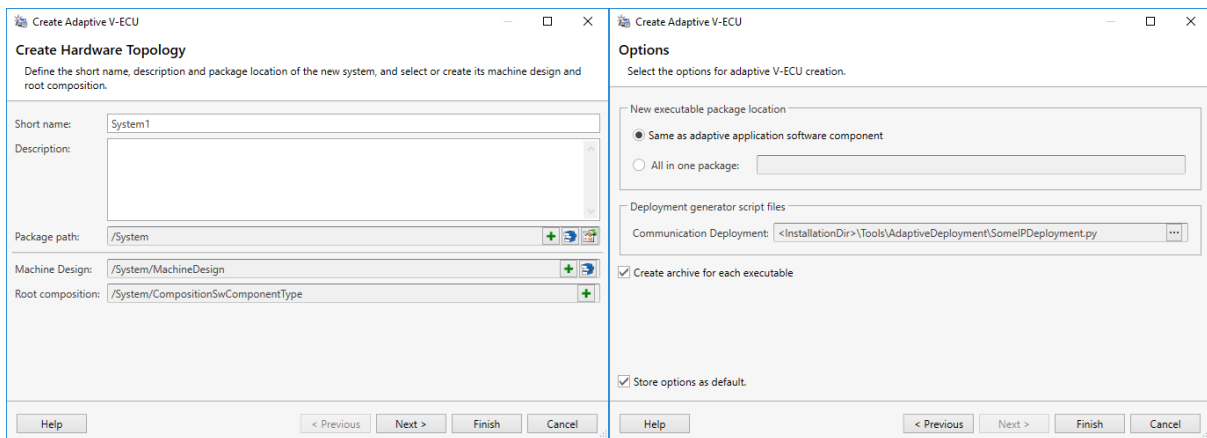 Create Adaptive V-ECU
Create Hardware Topology
Define the short name, description and package location of the new system, and select or create its machine design and
root composition.
Short name: System1
Description:
Package path: /System
Machine Design: /System/MachineDesign
Root composition: /System/CompositionSwComponentType
Help < Previous Next > Finish Cancel
Create Adaptive V-ECU
Options
Select the options for adaptive V-ECU creation.
New executable package location
Same as adaptive application software component
All in one package:
Deployment generator script files
Communication Deployment: <InstallationDir>\Tools\AdaptiveDeployment\SomeIPDeployment.py ...
Create archive for each executable
Store options as default.
Help < Previous Next > Finish Cancel